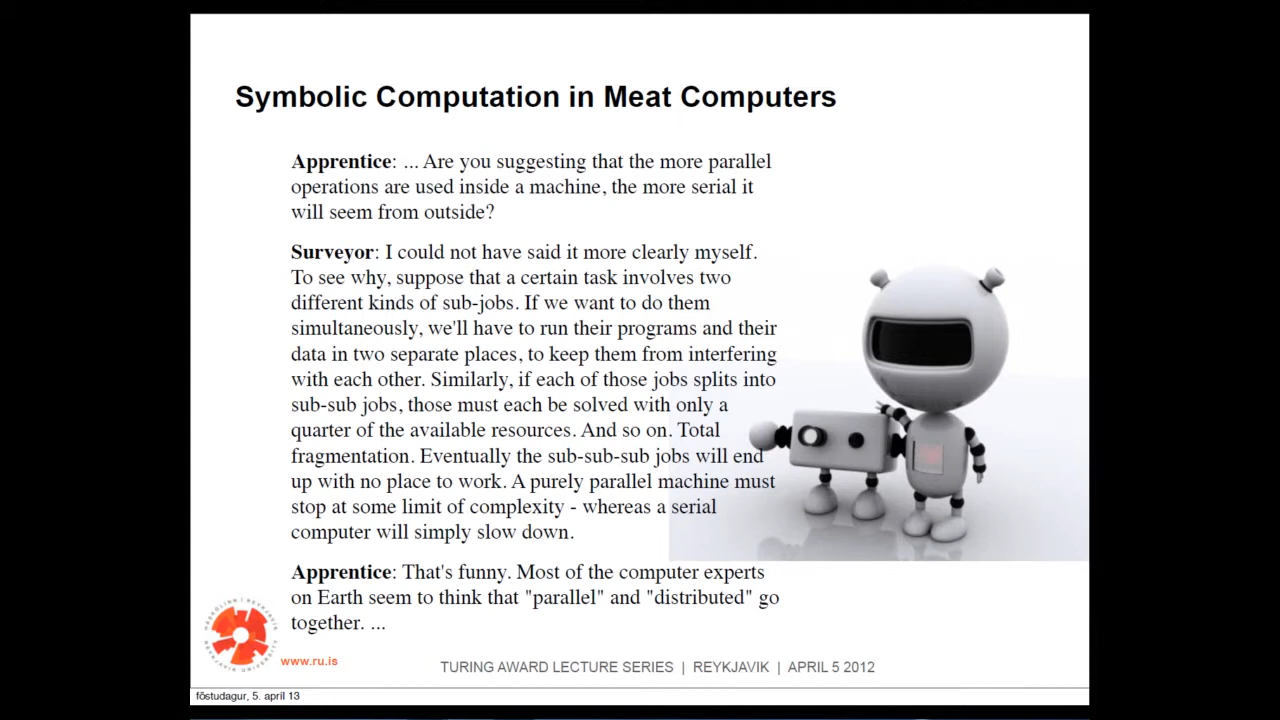 Symbolic Computation in Meat Computers
Apprentice: ... Are you suggesting that the more parallel
operations are used inside a machine, the more serial it
will seem from outside?
Surveyor: I could not have said it more clearly myself.
To see why, suppose that a certain task involves two
different kinds of sub-jobs. If we want to do them
simultaneously, we'll have to run their programs and their
data in two separate places, to keep them from interfering
with each other. Similarly, if each of those jobs splits into
sub-sub jobs, those must each be solved with only a
quarter of the available resources. And so on. Total
fragmentation. Eventually the sub-sub-sub jobs will end
up with no place to work. A purely parallel machine must
stop at some limit of complexity - whereas a serial
computer will simply slow down.
Apprentice: That's funny. Most of the computer experts
on Earth seem to think that "parallel" and "distributed" go
together. ...
HÁSKÓLINN Í REYKJAVÍK
REYKJAVIK UNIVERSITY
www.ru.is
TURING AWARD LECTURE SERIES | REYKJAVIK | APRIL 5 2012
föstudagur, 5. apríl 13